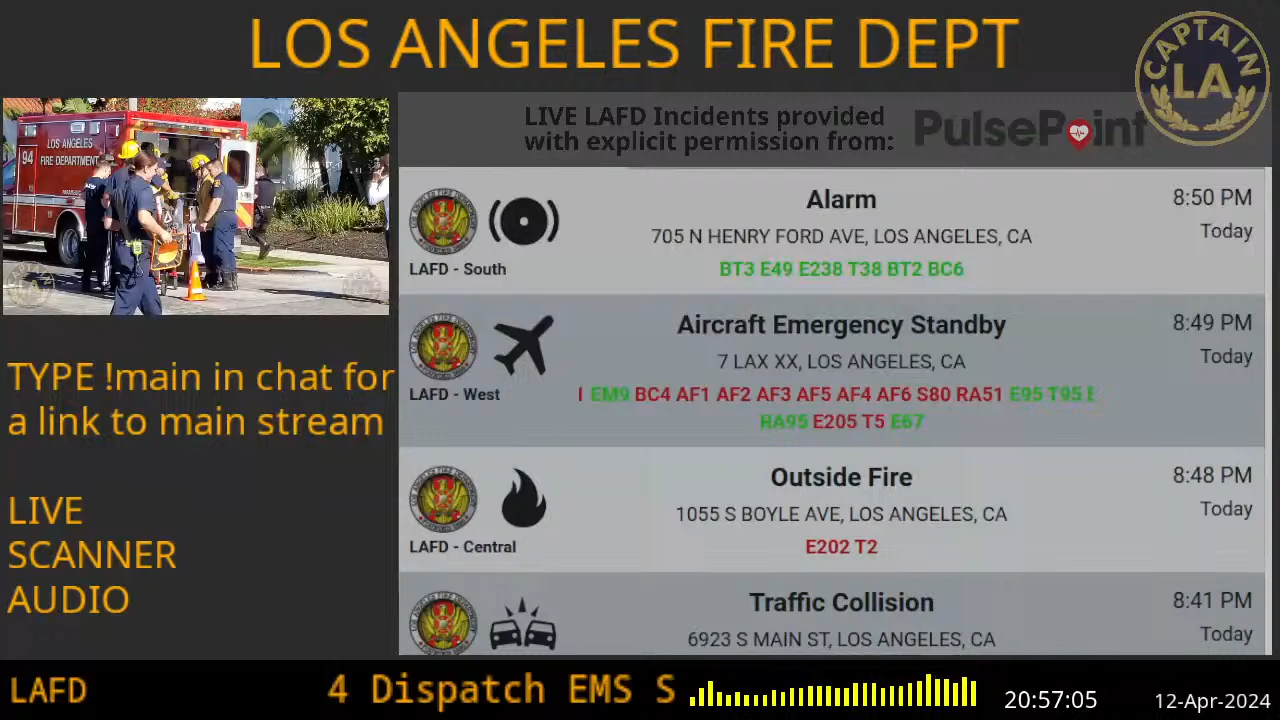 LOS ANGELES FIRE DEPT
CAPTAIN
LA
LIVE LAFD Incidents provided
with explicit permission from:
PulsePoint
94
LOS ANGELES
FIRE DEPARTMENT
Alarm
8:50 PM
705 N HENRY FORD AVE, LOS ANGELES, CA
Today
LAFD - South
BT3 E49 E238 T38 BT2 BC6
Aircraft Emergency Standby
8:49 PM
7 LAX XX, LOS ANGELES, CA
Today
LAFD - West
EM9 BC4 AF1 AF2 AF3 AF5 AF4 AF6 S80 RA51 E95 T95
RA95 E205 T5 E67
TYPE !main in chat for
a link to main stream
Outside Fire
8:48 PM
1055 S BOYLE AVE, LOS ANGELES, CA
Today
LAFD - Central
E202 T2
LIVE
SCANNER
AUDIO
Traffic Collision
8:41 PM
6923 S MAIN ST, LOS ANGELES, CA
Today
LAFD
4 Dispatch EMS S
20:57:05
12-Apr-2024